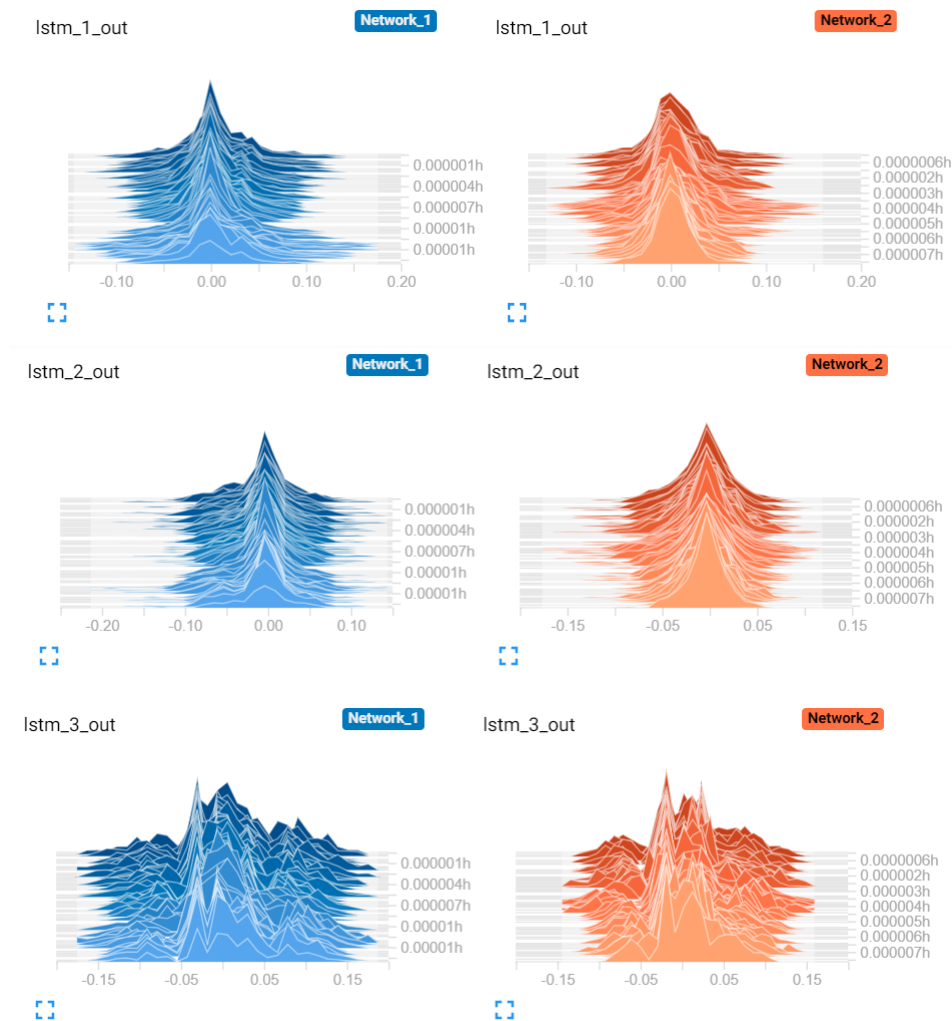 lstm_1_out Network_1
0.000001h
0.000004h
0.000007h
0.00001h
0.00001h
-0.10 0.00 0.10 0.20
lstm_1_out Network_2
0.0000006h
0.000002h
0.000003h
0.000004h
0.000005h
0.000006h
0.000007h
-0.10 0.00 0.10 0.20
lstm_2_out Network_1
0.000001h
0.000004h
0.000007h
0.00001h
0.00001h
-0.20 -0.10 0.00 0.10
lstm_2_out Network_2
0.0000006h
0.000002h
0.000003h
0.000004h
0.000005h
0.000006h
0.000007h
-0.15 -0.05 0.05 0.15
lstm_3_out Network_1
0.000001h
0.000004h
0.000007h
0.00001h
0.00001h
-0.15 -0.05 0.05 0.15
lstm_3_out Network_2
0.0000006h
0.000002h
0.000003h
0.000004h
0.000005h
0.000006h
0.000007h
-0.15 -0.05 0.05 0.15